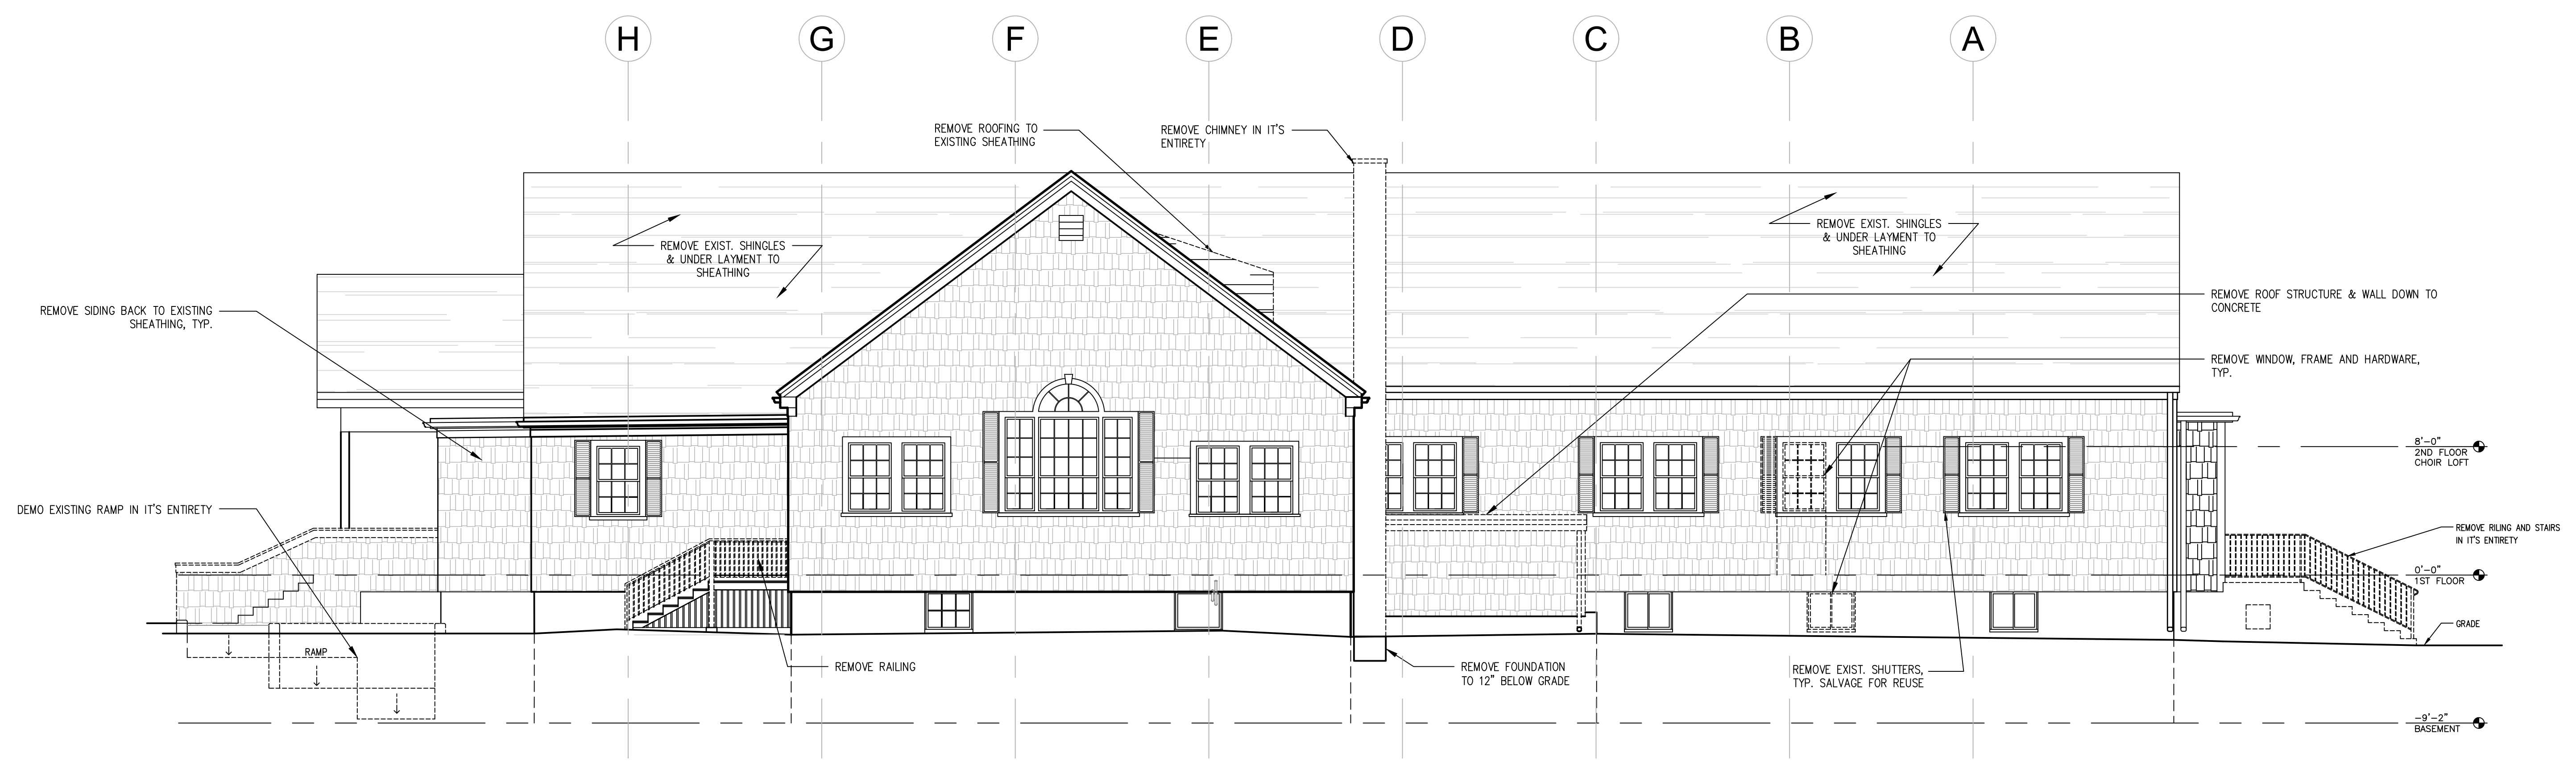 H
G
F
E
D
C
B
A
REMOVE ROOFING TO
EXISTING SHEATHING
REMOVE CHIMNEY IN IT'S
ENTIRETY
REMOVE EXIST. SHINGLES
& UNDER LAYMENT TO
SHEATHING
REMOVE EXIST. SHINGLES
& UNDER LAYMENT TO
SHEATHING
REMOVE SIDING BACK TO EXISTING
SHEATHING, TYP.
REMOVE ROOF STRUCTURE & WALL DOWN TO
CONCRETE
REMOVE WINDOW, FRAME AND HARDWARE,
TYP.
8'-0"
2ND FLOOR
CHOIR LOFT
DEMO EXISTING RAMP IN IT'S ENTIRETY
REMOVE RILING AND STAIRS
IN IT'S ENTIRETY
0'-0"
1ST FLOOR
GRADE
RAMP
REMOVE RAILING
REMOVE FOUNDATION
TO 12" BELOW GRADE
REMOVE EXIST. SHUTTERS,
TYP. SALVAGE FOR REUSE
-9'-2"
BASEMENT